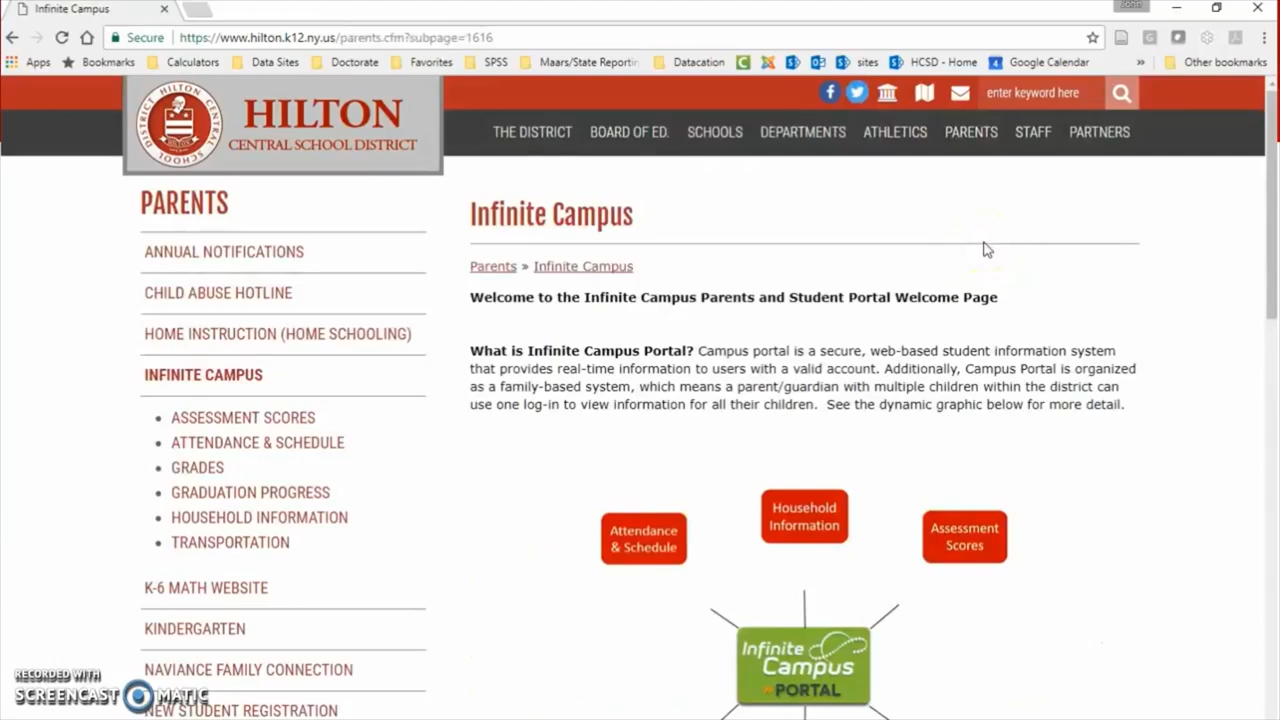 Infinite Campus
John
Secure https://www.hilton.k12.ny.us/parents.cfm?subpage=1616
Apps Bookmarks Calculators Data Sites Doctorate Favorites SPSS Maars/State Reportin Datacation sites HCSD - Home Google Calendar » Other bookmarks
enter keyword here
HILTON
CENTRAL SCHOOL DISTRICT
THE DISTRICT BOARD OF ED. SCHOOLS DEPARTMENTS ATHLETICS PARENTS STAFF PARTNERS
PARENTS
ANNUAL NOTIFICATIONS
CHILD ABUSE HOTLINE
HOME INSTRUCTION (HOME SCHOOLING)
INFINITE CAMPUS
• ASSESSMENT SCORES
• ATTENDANCE & SCHEDULE
• GRADES
• GRADUATION PROGRESS
• HOUSEHOLD INFORMATION
• TRANSPORTATION
K-6 MATH WEBSITE
KINDERGARTEN
NAVIANCE FAMILY CONNECTION
NEW STUDENT REGISTRATION
Infinite Campus
Parents » Infinite Campus
Welcome to the Infinite Campus Parents and Student Portal Welcome Page
What is Infinite Campus Portal? Campus portal is a secure, web-based student information system
that provides real-time information to users with a valid account. Additionally, Campus Portal is organized
as a family-based system, which means a parent/guardian with multiple children within the district can
use one log-in to view information for all their children. See the dynamic graphic below for more detail.
Attendance
& Schedule
Household
Information
Assessment
Scores
Infinite
Campus
PORTAL
RECORDED WITH
SCREENCAST MATIC